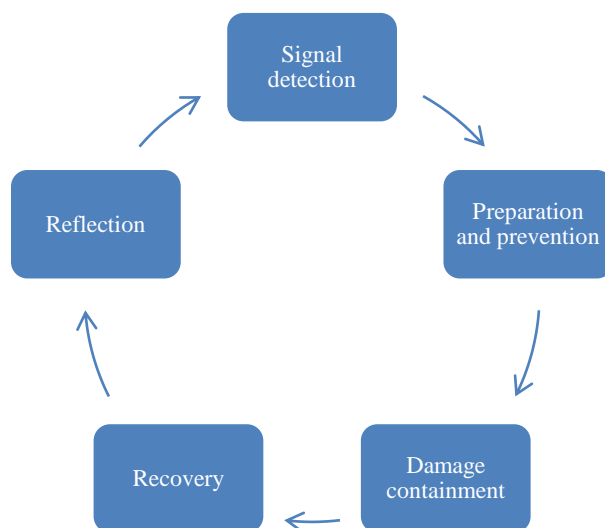 Signal
detection
Preparation
and prevention
Damage
containment
Recovery
Reflection